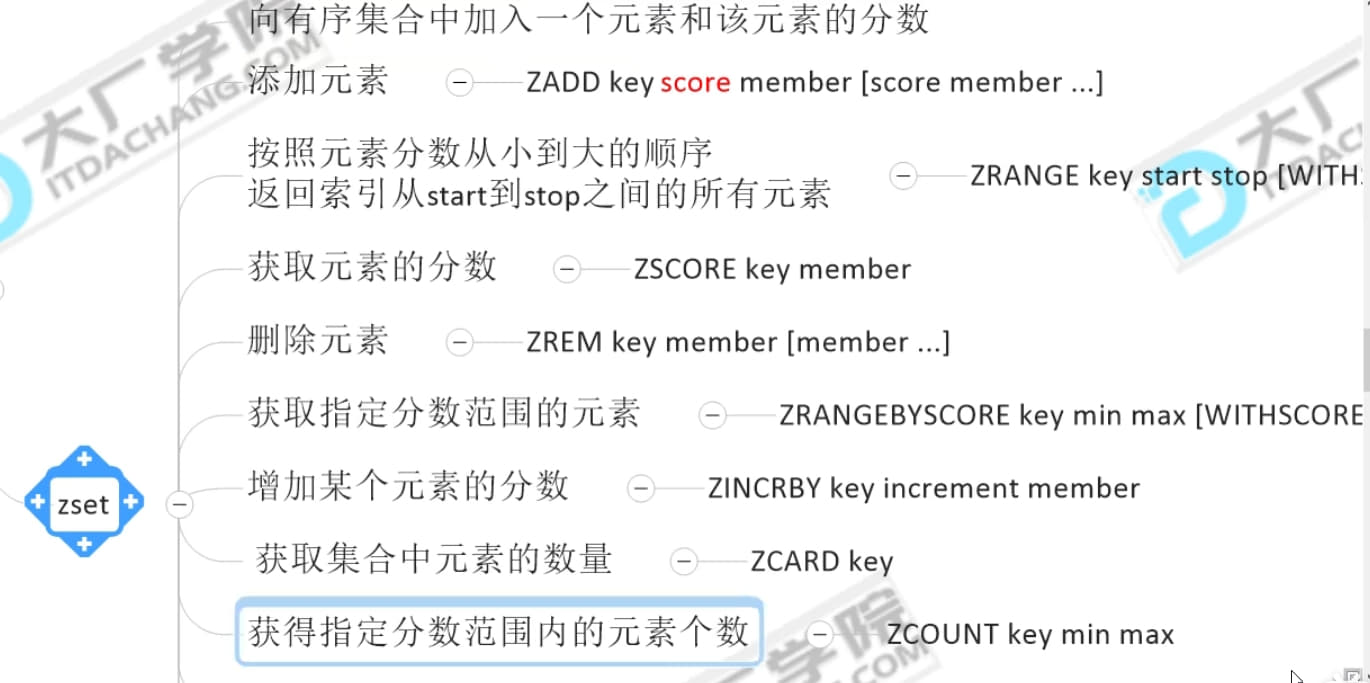 向有序集合中加入一个元素和该元素的分数
添加元素 ZADD key score member [score member ...]
按照元素分数从小到大的顺序
返回索引从start到stop之间的所有元素 ZRANGE key start stop [WITH
获取元素的分数 ZSCORE key member
删除元素 ZREM key member [member ...]
获取指定分数范围的元素 ZRANGEBYSCORE key min max [WITHSCORE
增加某个元素的分数 ZINCRBY key increment member
zset
获取集合中元素的数量 ZCARD key
获得指定分数范围内的元素个数 ZCOUNT key min max
大厂学院
ITDACHANG.COM
大厂
学院
.COM